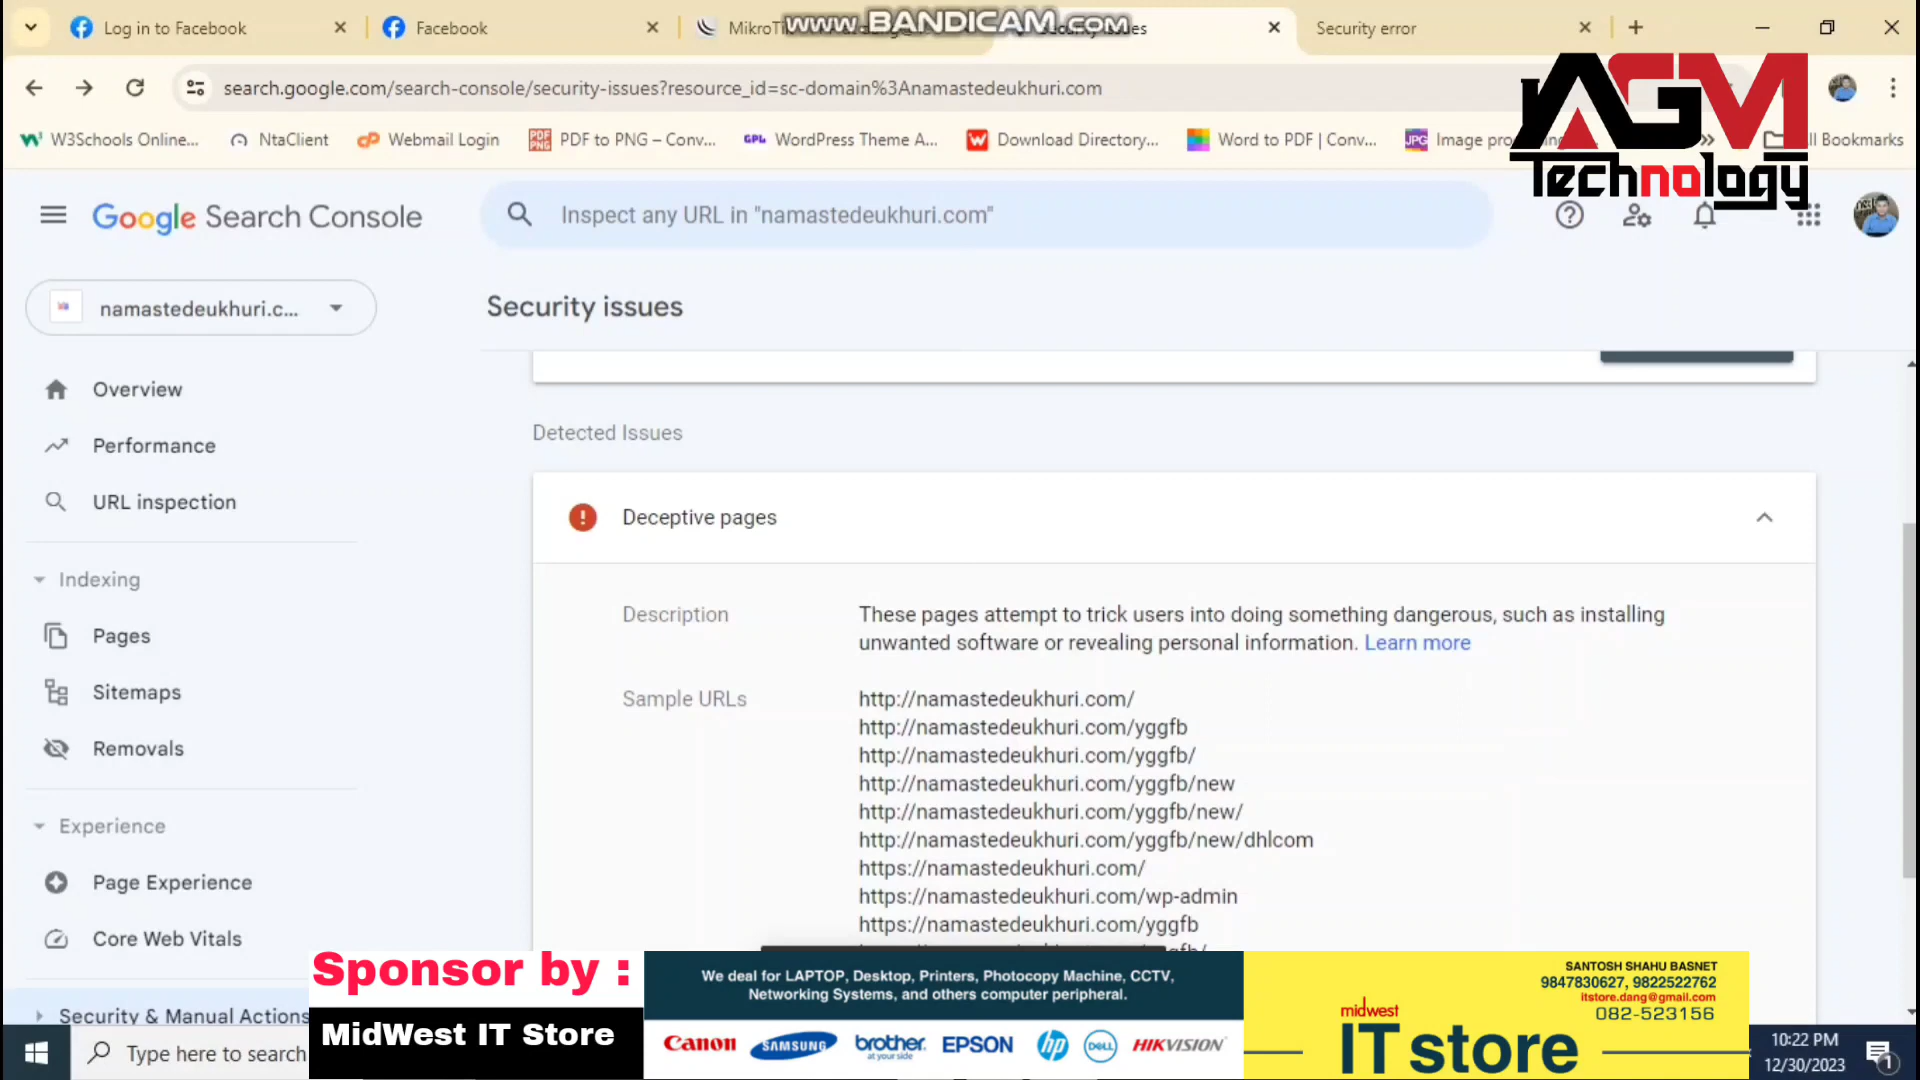 Log in to Facebook
Facebook
MikroTi
www.BANDICAM.com
Security issues
Security error
search.google.com/search-console/security-issues?resource_id=sc-domain%3Anamastedeukhuri.com
W3Schools Online...
NtaClient
Webmail Login
PDF to PNG – Conv...
GPL
WordPress Theme A...
Download Directory...
Word to PDF | Conv...
JPG
Image pro
ll Bookmarks
AGM
Technology
Google Search Console
Inspect any URL in "namastedeukhuri.com"
namastedeukhuri.c...
Security issues
Overview
Performance
URL inspection
Indexing
Pages
Sitemaps
Removals
Experience
Page Experience
Core Web Vitals
Security & Manual Actions
Detected Issues
Deceptive pages
Description
These pages attempt to trick users into doing something dangerous, such as installing
unwanted software or revealing personal information. Learn more
Sample URLs
http://namastedeukhuri.com/
http://namastedeukhuri.com/yggfb
http://namastedeukhuri.com/yggfb/
http://namastedeukhuri.com/yggfb/new
http://namastedeukhuri.com/yggfb/new/
http://namastedeukhuri.com/yggfb/new/dhlcom
https://namastedeukhuri.com/
https://namastedeukhuri.com/wp-admin
https://namastedeukhuri.com/yggfb
Sponsor by :
MidWest IT Store
We deal for LAPTOP, Desktop, Printers, Photocopy Machine, CCTV,
Networking Systems, and others computer peripheral.
Canon
SAMSUNG
brother
at your side
EPSON
hp
DELL
HIKVISION
SANTOSH SHAHU BASNET
9847830627, 9822522762
itstore.dang@gmail.com
082-523156
midwest
IT store
Type here to search
10:22 PM
12/30/2023
1